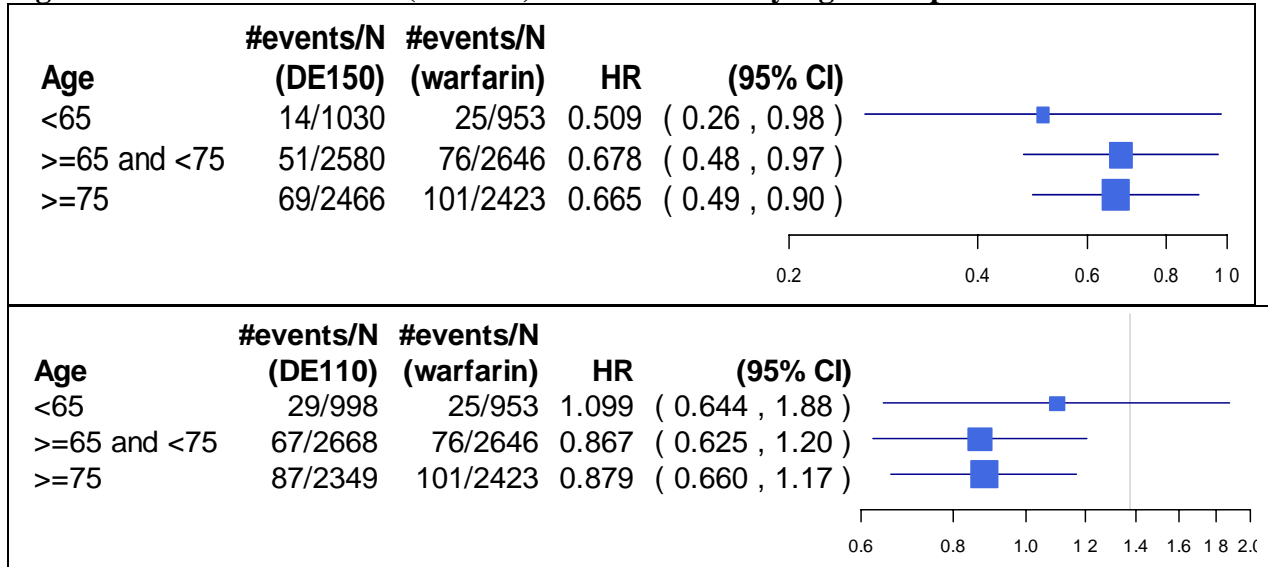 #events/N #events/N
Age (DE150) (warfarin) HR (95% CI)
<65 14/1030 25/953 0.509 ( 0.26 , 0.98 )
>=65 and <75 51/2580 76/2646 0.678 ( 0.48 , 0.97 )
>=75 69/2466 101/2423 0.665 ( 0.49 , 0.90 )
0.2 0.4 0.6 0.8 1 0
#events/N #events/N
Age (DE110) (warfarin) HR (95% CI)
<65 29/998 25/953 1.099 ( 0.644 , 1.88 )
>=65 and <75 67/2668 76/2646 0.867 ( 0.625 , 1.20 )
>=75 87/2349 101/2423 0.879 ( 0.660 , 1.17 )
0.6 0.8 1.0 1 2 1.4 1.6 1 8 2.0